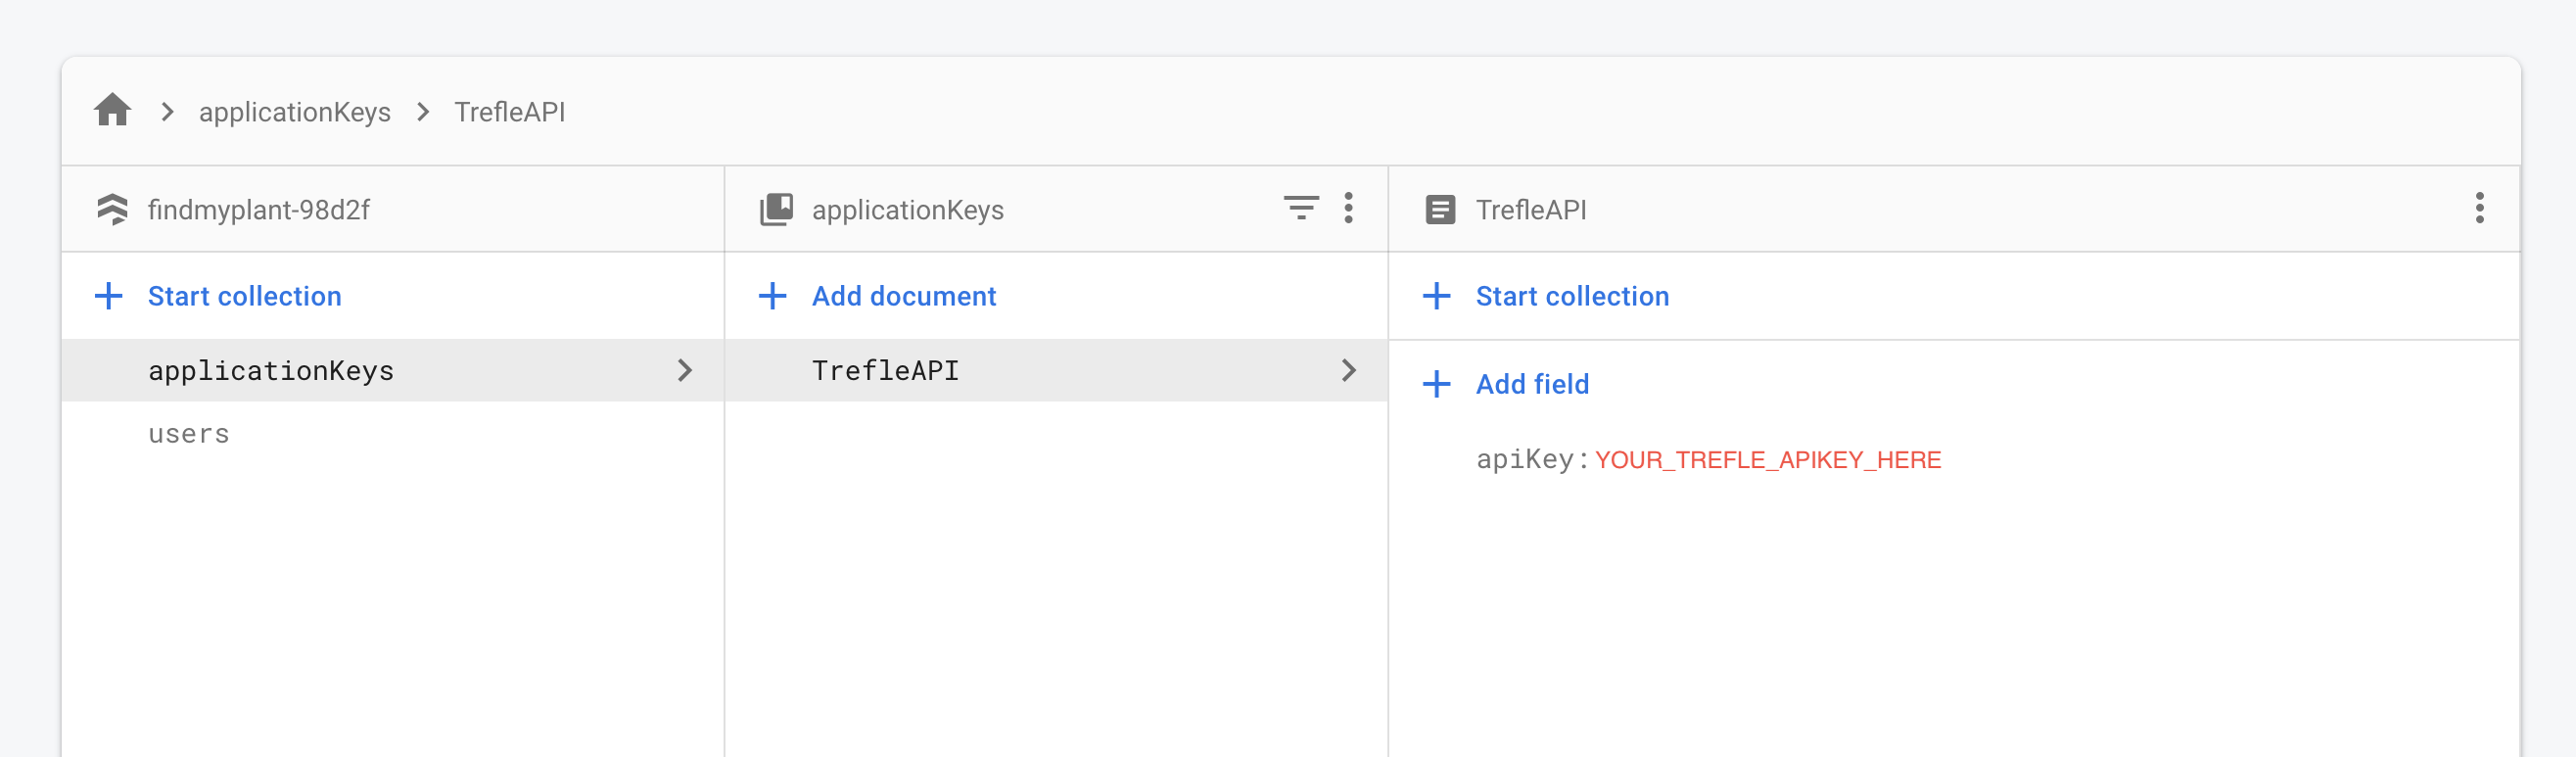 applicationKeys TrefleAPI
findmyplant-98d2f
Start collection
applicationKeys
users
applicationKeys
Add document
TrefleAPI
TrefleAPI
Start collection
Add field
apiKey: YOUR_TREFLE_APIKEY_HERE